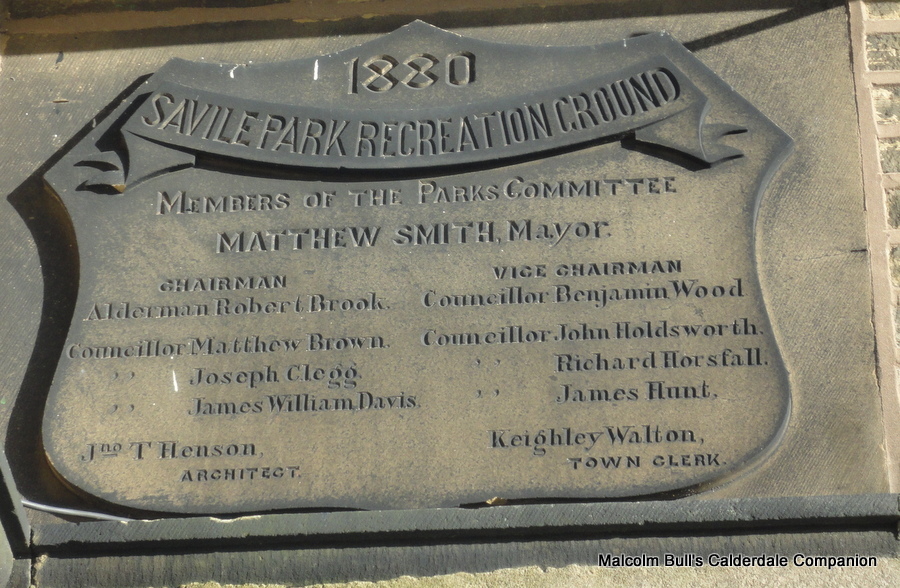 1880
SAVILE PARK RECREATION GROUND
MEMBERS OF THE PARKS COMMITTEE
MATTHEW SMITH, Mayor.
CHAIRMAN
Alderman Robert Brook.
VICE CHAIRMAN
Councillor Benjamin Wood
Councillor Matthew Brown.
,, Joseph Clegg.
,, James William Davis.
Councillor John Holdsworth.
,, Richard Horsfall.
,, James Hunt,
Jno T Henson,
ARCHITECT.
Keighley Walton,
TOWN CLERK.
Malcolm Bull's Calderdale Companion